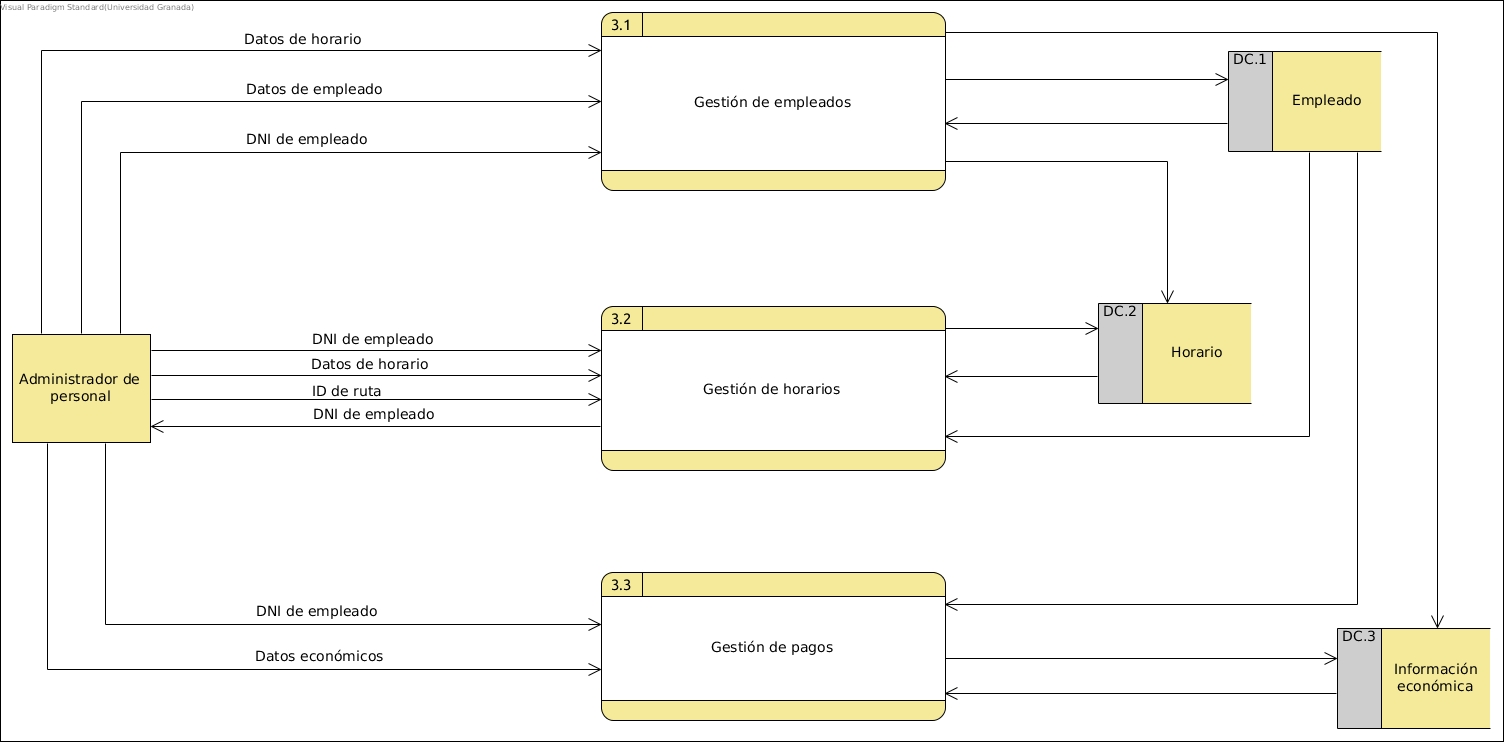 Visual Paradigm Standard(Universidad Granada)
3.1
Datos de horario
DC.1
Datos de empleado
Gestión de empleados
Empleado
DNI de empleado
3.2
DC.2
DNI de empleado
Datos de horario
Horario
Administrador de
personal
Gestión de horarios
ID de ruta
DNI de empleado
3.3
DNI de empleado
DC.3
Gestión de pagos
Datos económicos
Información
económica